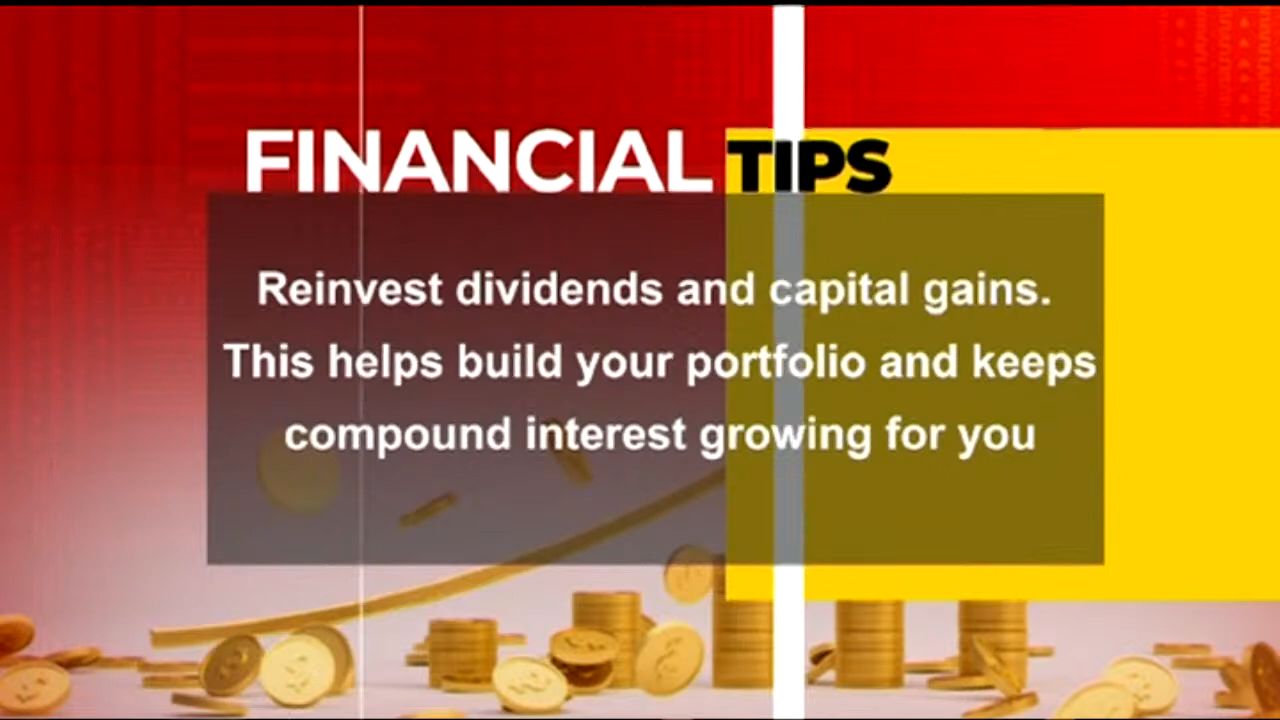 FINANCIAL TIPS
Reinvest dividends and capital gains.
This helps build your portfolio and keeps
compound interest growing for you